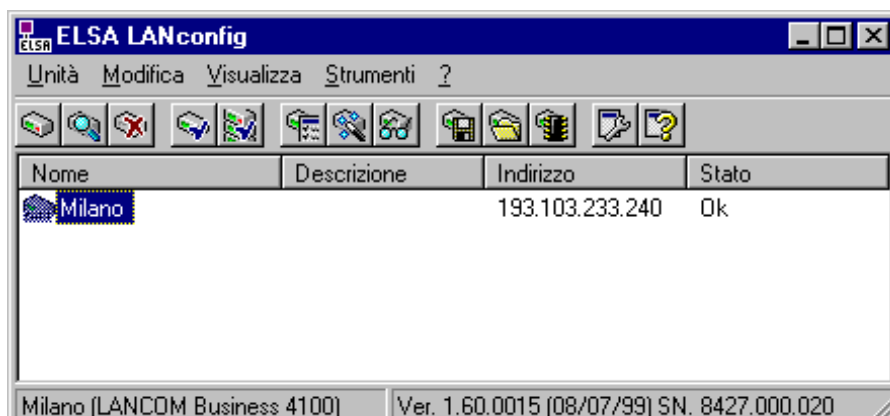 ELSA ELSA LANconfig
Unità Modifica Visualizza Strumenti ?
Nome Descrizione Indirizzo Stato
Milano 193.103.233.240 Ok
Milano (LANCOM Business 4100) Ver. 1.60.0015 (08/07/99) SN. 8427.000.020